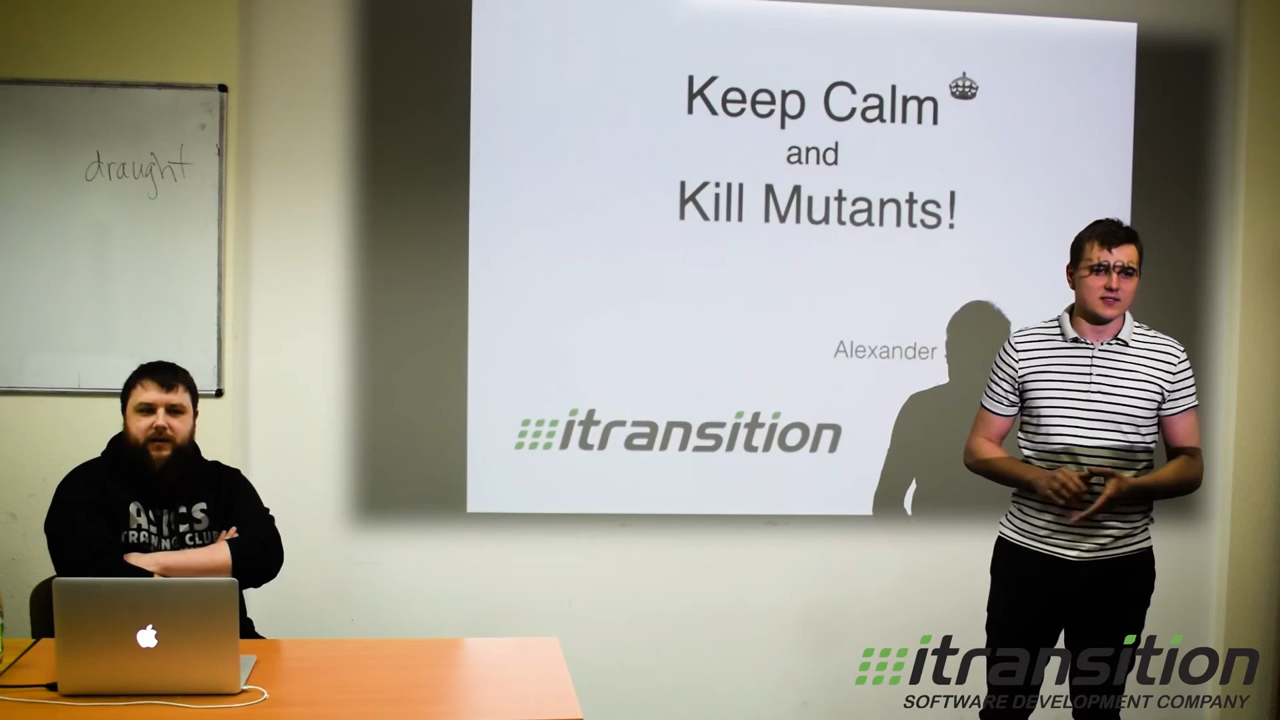 draught
Keep Calm
and
Kill Mutants!
Alexander
itransition
ASICS
TRAINING CLUB
itransition
SOFTWARE DEVELOPMENT COMPANY